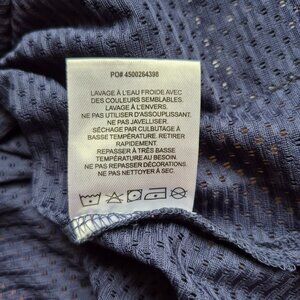 PO# 4500264398
LAVAGE À L'EAU FROIDE AVEC
DES COULEURS SEMBLABLES.
LAVAGE À L'ENVERS.
NE PAS UTILISER D'ASSOUPLISSANT.
NE PAS JAVELLISER.
SÉCHAGE PAR CULBUTAGE À
BASSE TEMPÉRATURE. RETIRER
RAPIDEMENT.
REPASSER À TRÈS BASSE
TEMPÉRATURE AU BESOIN.
NE PAS REPASSER DÉCORATIONS.
NE PAS NETTOYER À SEC.